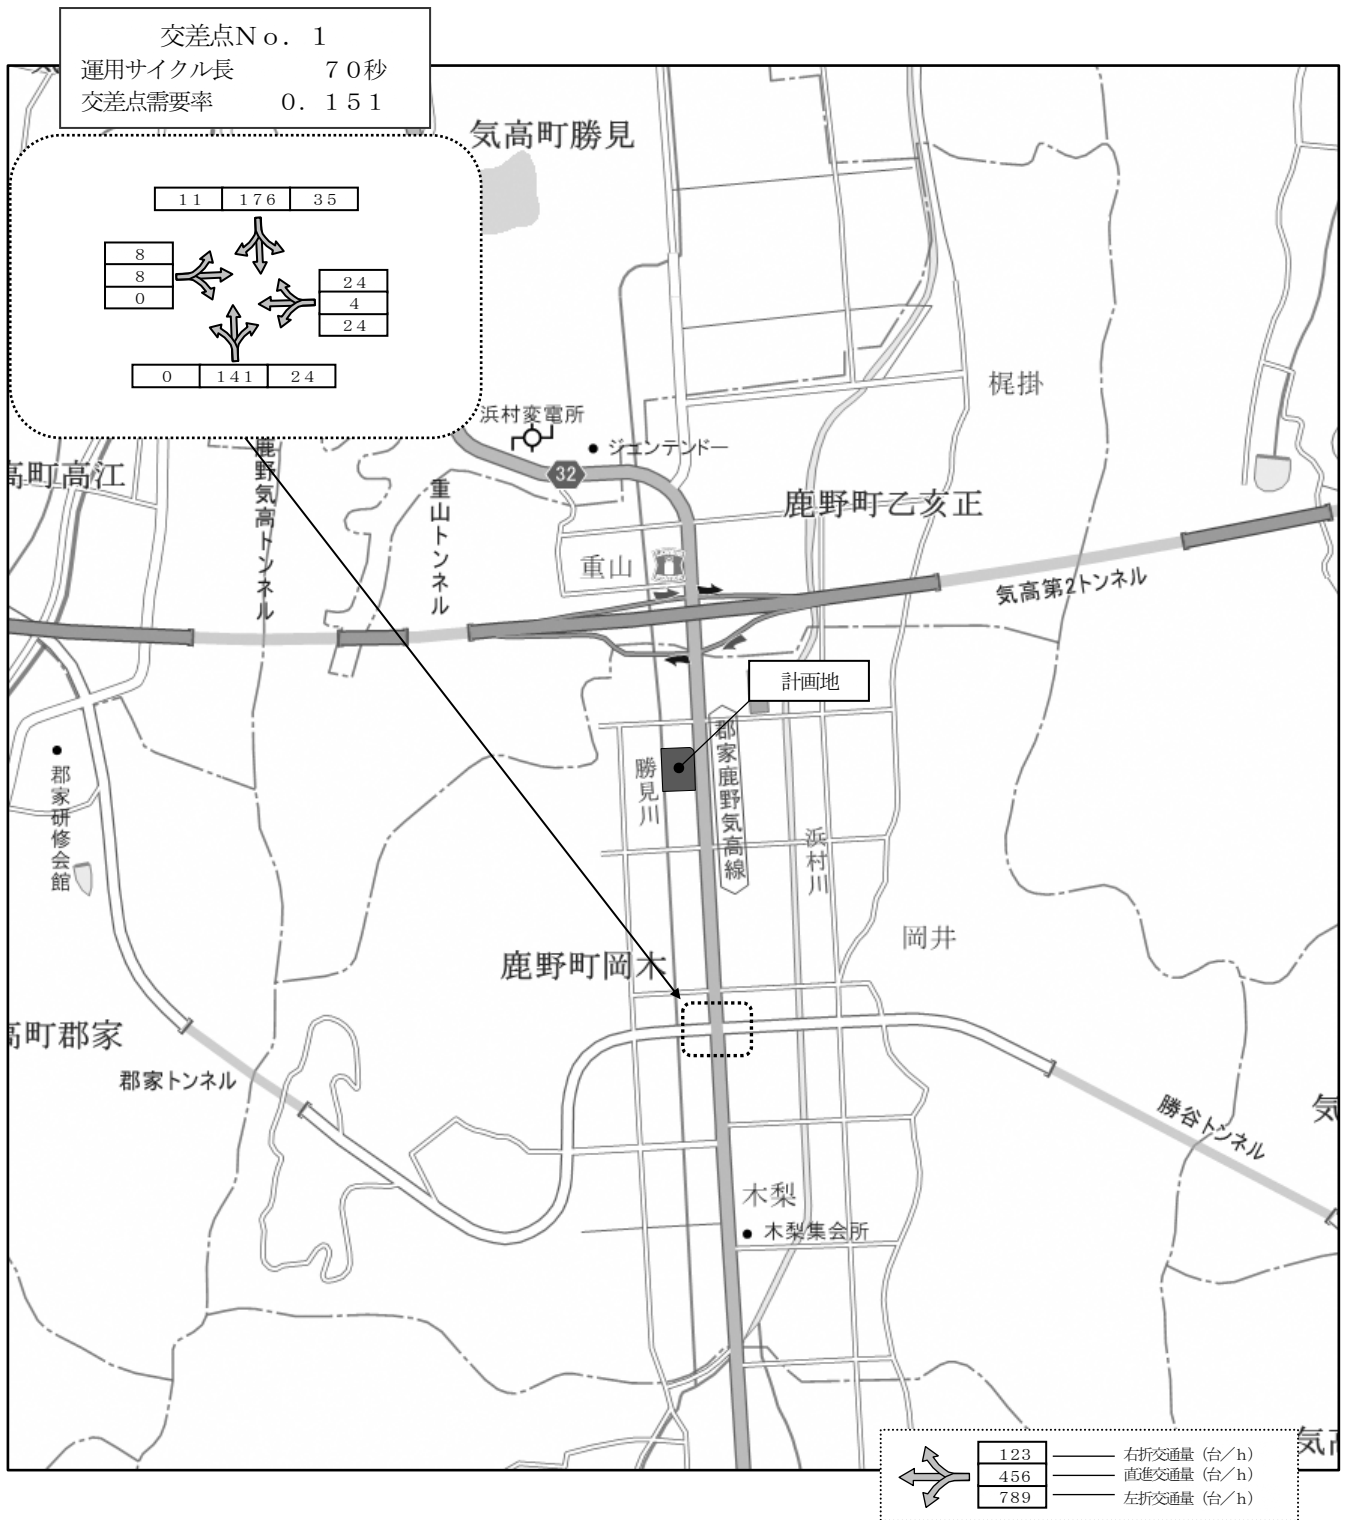 交差点Ｎｏ．１
運用サイクル長　７０秒
交差点需要率　０．１５１
気高町勝見
１１　１７６　３５
８
８
０
２４
４
２４
０　１４１　２４
梶掛
浜村変電所
ジェンテンドー
32
高町高江
鹿野気高トンネル
重山トンネル
鹿野町乙亥正
重山
気高第2トンネル
計画地
郡家鹿野気高線
勝見川
浜村川
郡家研修会館
岡井
鹿野町岡木
高町郡家
郡家トンネル
勝谷トンネル
気
木梨
木梨集会所
気高
１２３　右折交通量（台／ｈ）
４５６　直進交通量（台／ｈ）
７８９　左折交通量（台／ｈ）